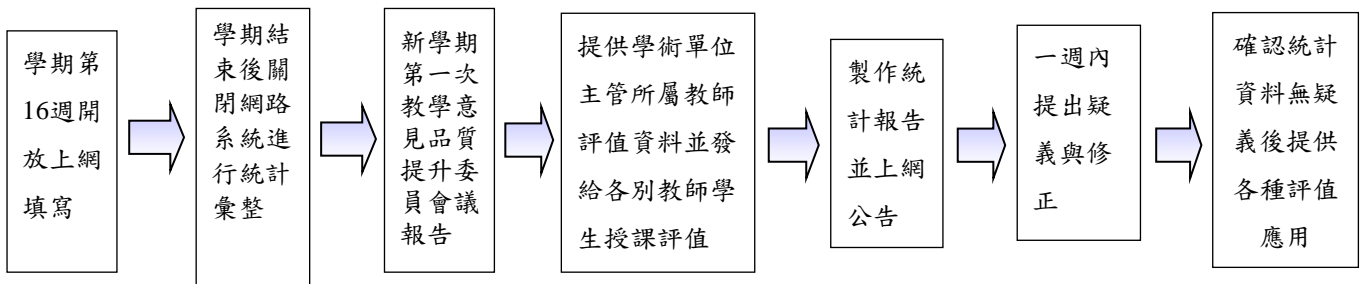 學期第
16週開
放上網
填寫
學期結
束後關
閉網路
系統進
行統計
彙整
新學期
第一次
教學意
見品質
提升委
員會議
報告
提供學術單位
主管所屬教師
評值資料並發
給各別教師學
生授課評值
製作統
計報告
並上網
公告
一週內
提出疑
義與修
正
確認統計
資料無疑
義後提供
各種評值
應用